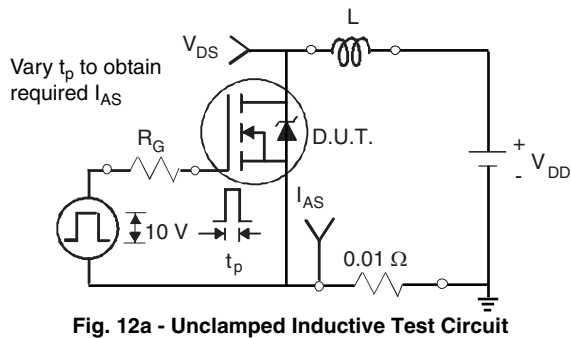 L
V_DS
Vary t_p to obtain
required I_AS
R_G
D.U.T.
+
V_DD
-
I_AS
10 V
t_p
0.01 Ω
Fig. 12a - Unclamped Inductive Test Circuit